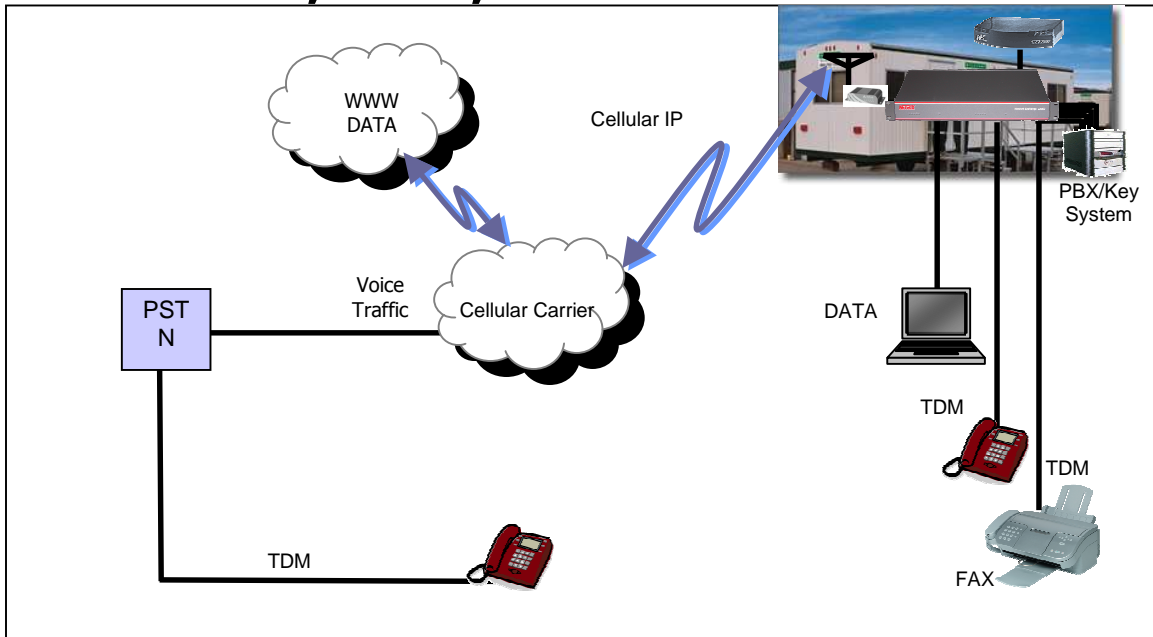 WWW
DATA
Cellular IP
PBX/Key
System
Voice
Traffic
Cellular Carrier
PST
N
DATA
TDM
TDM
TDM
FAX